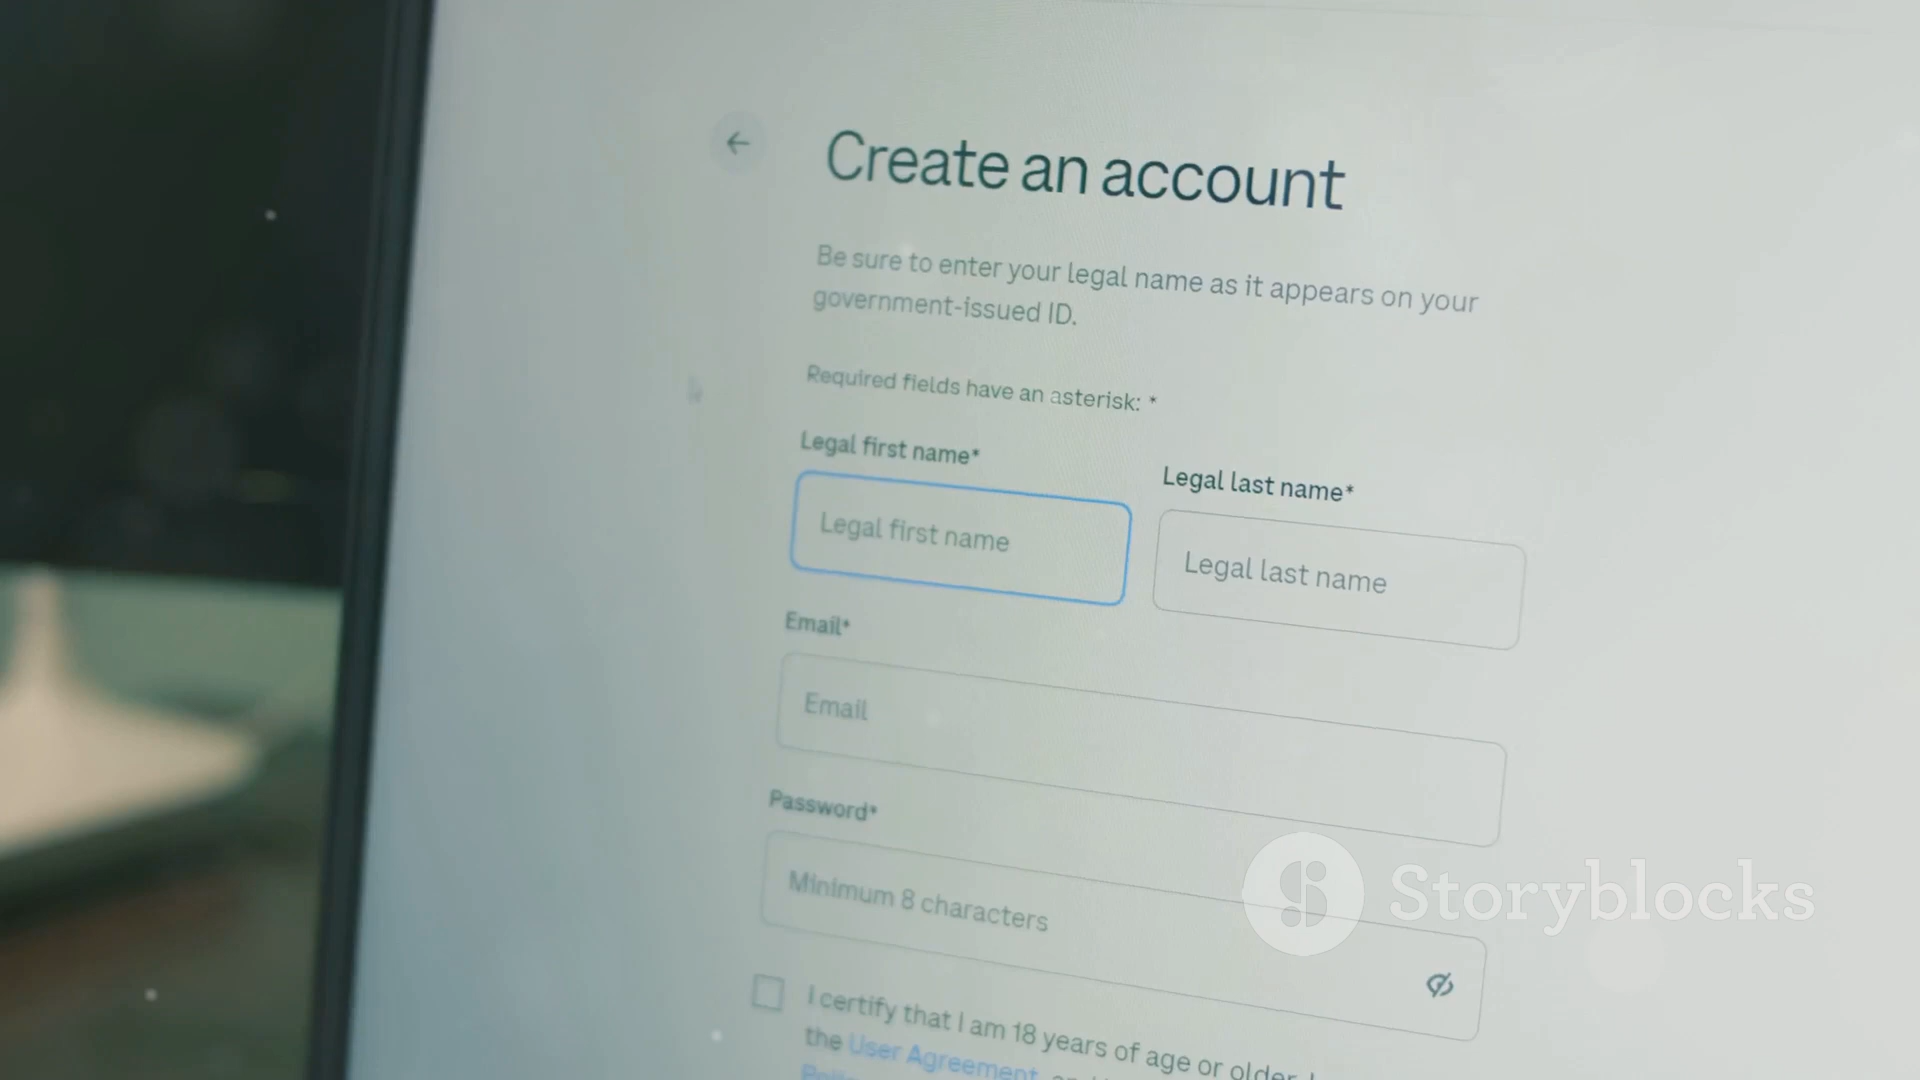 Create an account
Be sure to enter your legal name as it appears on your
government-issued ID.
Required fields have an asterisk: *
Legal first name*
Legal last name*
Legal first name
Legal last name
Email*
Email
Password*
Minimum 8 characters
Storyblocks
I certify that I am 18 years of age or older, I
the User Agreement, and